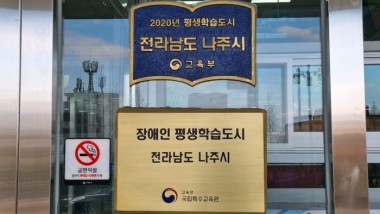 2020년 평생학습도시
전라남도 나주시
교육부
장애인 평생학습도시
전라남도 나주시
교육부
국립특수교육원
금연시설